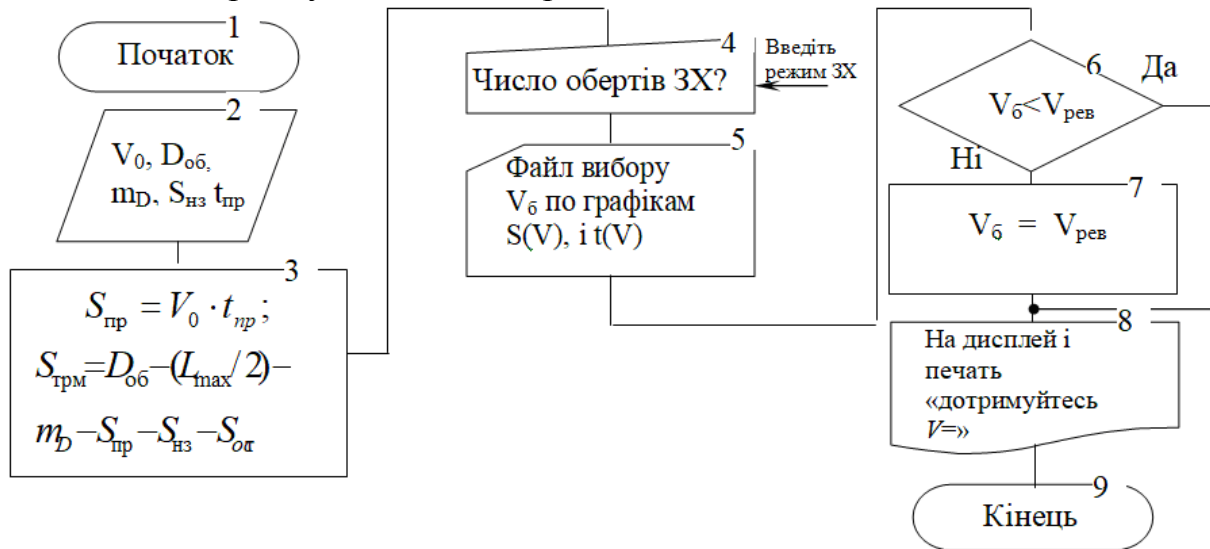 1
Початок
2
V₀, Dоб,
mD, Sнз tпр
3
Sпр = V₀ · tпр;
Sтрм=Dоб−(Lmax/2)−
mD−Sпр−Sнз−Sост
4
Число обертів ЗХ?
Введіть
режим ЗХ
5
Файл вибору
Vб по графікам
S(V), і t(V)
6
Да
Vб<Vрев
Ні
7
Vб = Vрев
8
На дисплей і
печать
«дотримуйтесь
V=»
9
Кінець